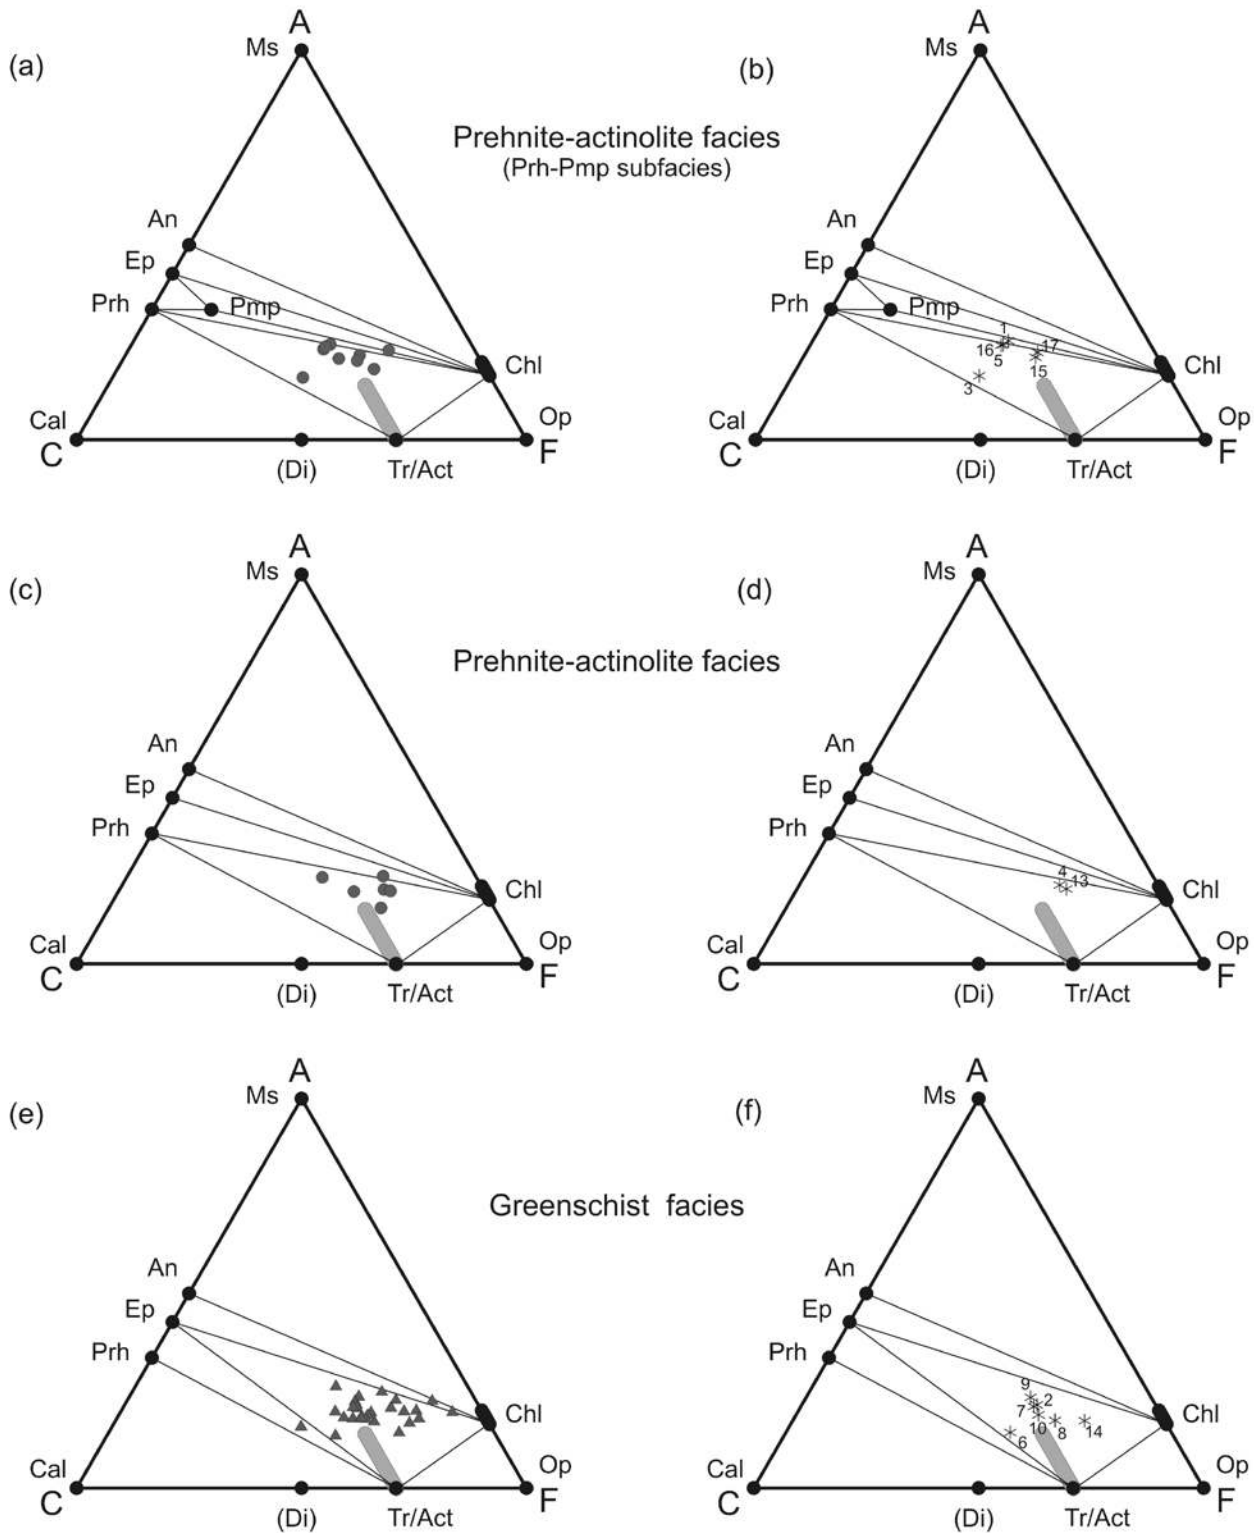 A
Ms
(a)
An
Ep
Prh
Pmp
Chl
Cal
C
Op
F
(Di)
Tr/Act
Prehnite-actinolite facies
(Prh-Pmp subfacies)
A
Ms
(b)
An
Ep
Prh
Pmp
1
16
5
17
15
3
Chl
Cal
C
Op
F
(Di)
Tr/Act
A
Ms
(c)
An
Ep
Prh
Chl
Cal
C
Op
F
(Di)
Tr/Act
Prehnite-actinolite facies
A
Ms
(d)
An
Ep
Prh
4
13
Chl
Cal
C
Op
F
(Di)
Tr/Act
A
Ms
(e)
An
Ep
Prh
Chl
Cal
C
Op
F
(Di)
Tr/Act
Greenschist facies
A
Ms
(f)
An
Ep
Prh
9
2
7
10
8
14
6
Chl
Cal
C
Op
F
(Di)
Tr/Act